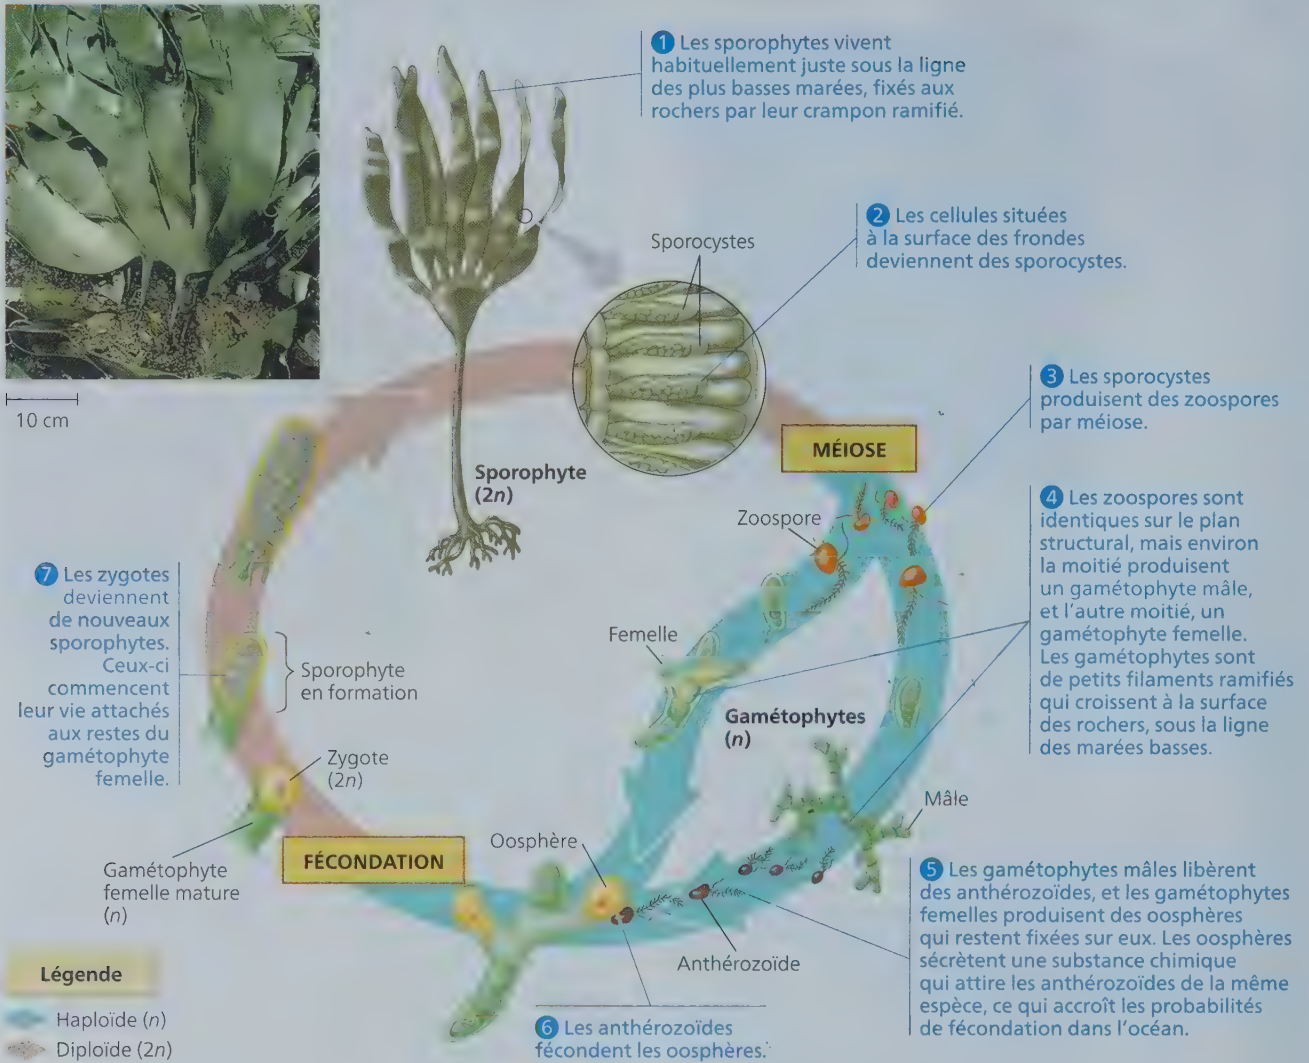 1 Les sporophytes vivent
habituellement juste sous la ligne
des plus basses marées, fixés aux
rochers par leur crampon ramifié.
2 Les cellules situées
à la surface des frondes
deviennent des sporocystes.
Sporocystes
3 Les sporocystes
produisent des zoospores
par méiose.
10 cm
MÉIOSE
Sporophyte
(2n)
4 Les zoospores sont
identiques sur le plan
structural, mais environ
la moitié produisent
un gamétophyte mâle,
et l'autre moitié, un
gamétophyte femelle.
Les gamétophytes sont
de petits filaments ramifiés
qui croissent à la surface
des rochers, sous la ligne
des marées basses.
Zoospore
7 Les zygotes
deviennent
de nouveaux
sporophytes.
Ceux-ci
commencent
leur vie attachés
aux restes du
gamétophyte
femelle.
Femelle
Sporophyte
en formation
Gamétophytes
(n)
Zygote
(2n)
Mâle
Oosphère
FÉCONDATION
Gamétophyte
femelle mature
(n)
5 Les gamétophytes mâles libèrent
des anthérozoïdes, et les gamétophytes
femelles produisent des oosphères
qui restent fixées sur eux. Les oosphères
sécrètent une substance chimique
qui attire les anthérozoïdes de la même
espèce, ce qui accroît les probabilités
de fécondation dans l'océan.
Anthérozoïde
6 Les anthérozoïdes
fécondent les oosphères.
Légende
Haploïde (n)
Diploïde (2n)